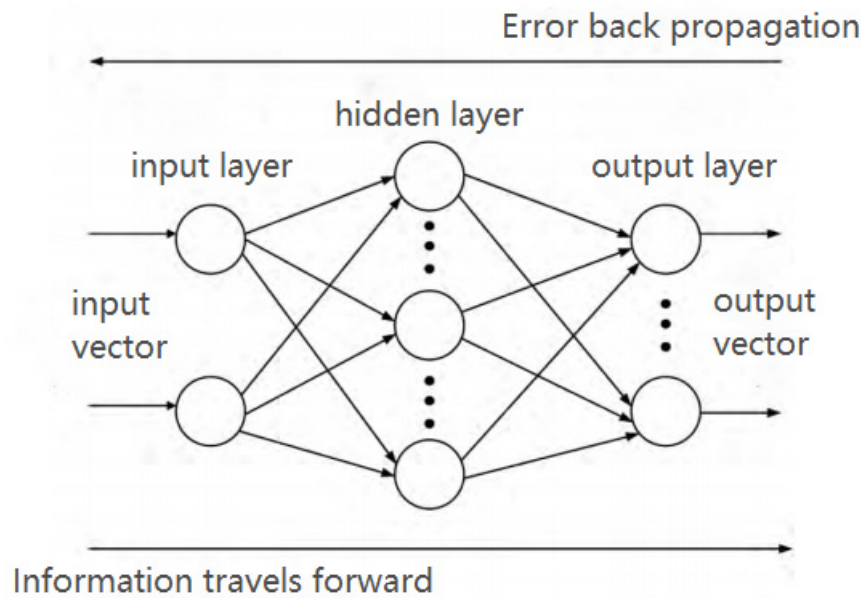 Error back propagation
hidden layer
input layer
output layer
input
vector
output
vector
Information travels forward